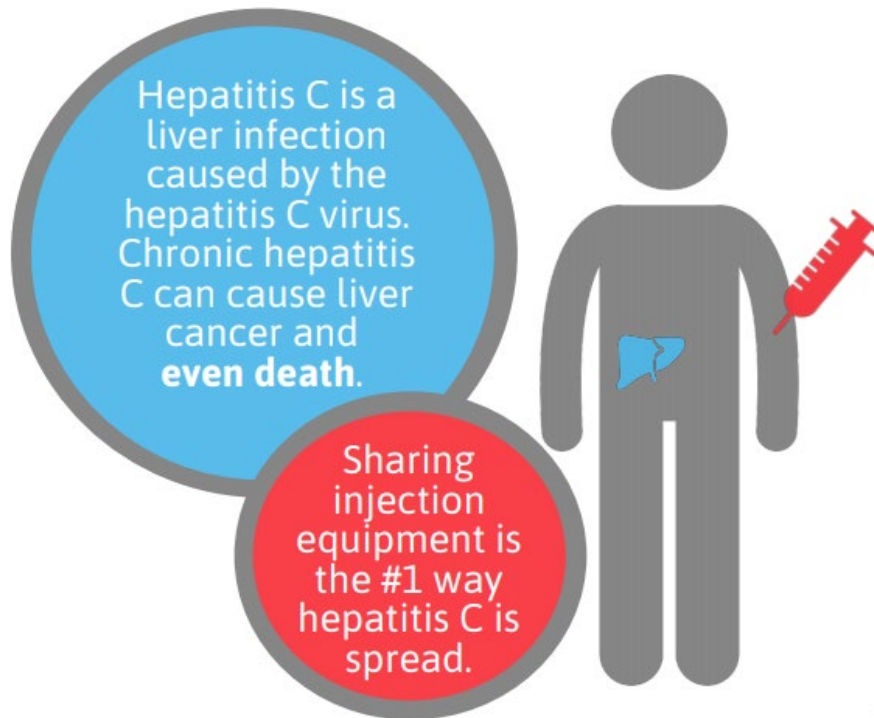 Hepatitis C is a
liver infection
caused by the
hepatitis C virus.
Chronic hepatitis
C can cause liver
cancer and
even death.
Sharing
injection
equipment is
the #1 way
hepatitis C is
spread.